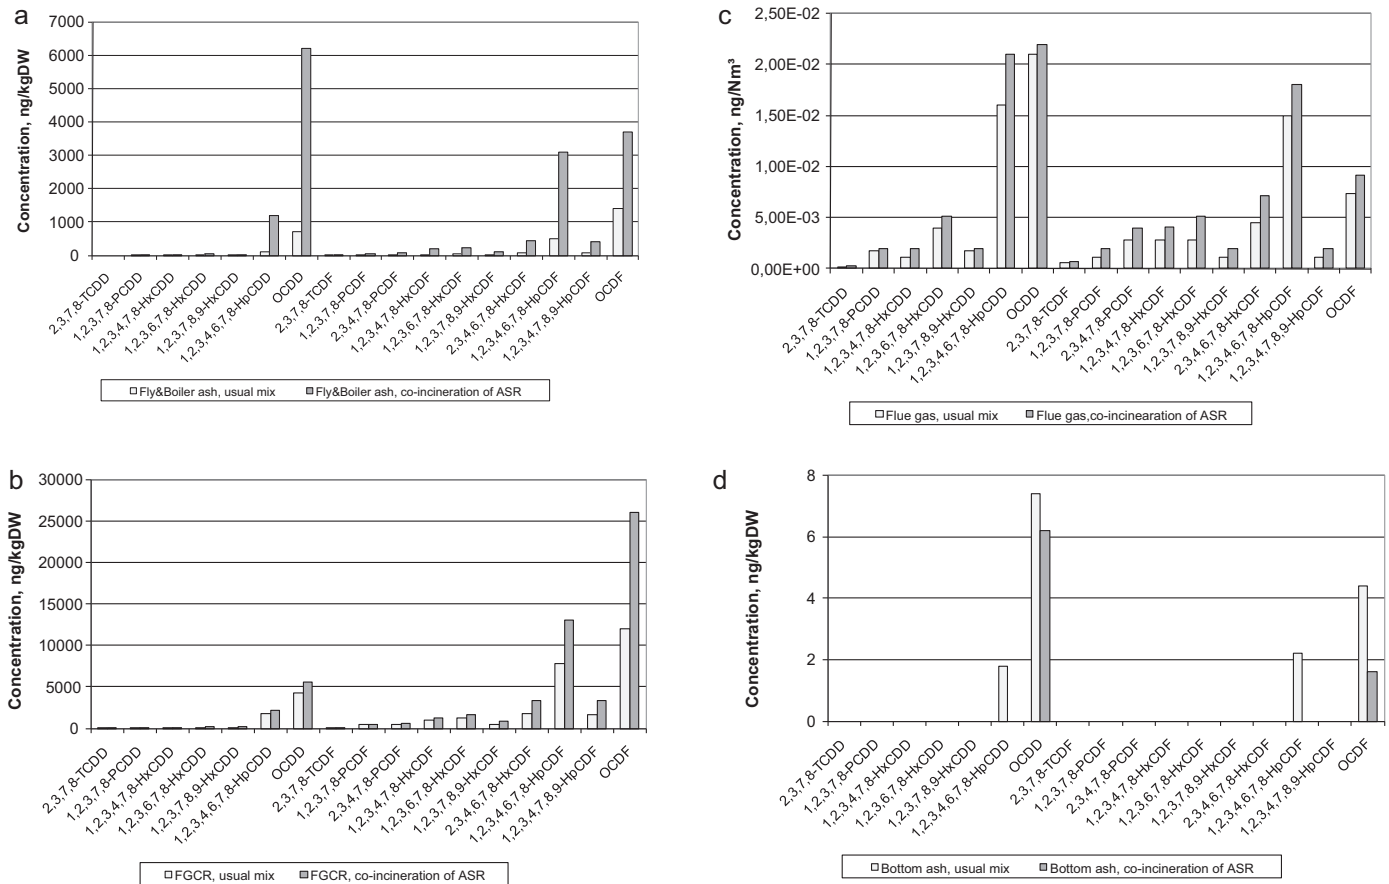 a
Concentration, ng/kgDW
7000
6000
5000
4000
3000
2000
1000
0
2,3,7,8-TCDD
1,2,3,7,8-PCDD
1,2,3,4,7,8-HxCDD
1,2,3,6,7,8-HxCDD
1,2,3,7,8,9-HxCDD
1,2,3,4,6,7,8-HpCDD
OCDD
2,3,7,8-TCDF
1,2,3,7,8-PCDF
2,3,4,7,8-PCDF
1,2,3,4,7,8-HxCDF
1,2,3,6,7,8-HxCDF
1,2,3,7,8,9-HxCDF
2,3,4,6,7,8-HxCDF
1,2,3,4,6,7,8-HpCDF
1,2,3,4,7,8,9-HpCDF
OCDF
Fly&Boiler ash, usual mix Fly&Boiler ash, co-incineration of ASR
c
Concentration, ng/Nm³
2,50E-02
2,00E-02
1,50E-02
1,00E-02
5,00E-03
0,00E+00
2,3,7,8-TCDD
1,2,3,7,8-PCDD
1,2,3,4,7,8-HxCDD
1,2,3,6,7,8-HxCDD
1,2,3,7,8,9-HxCDD
1,2,3,4,6,7,8-HpCDD
OCDD
2,3,7,8-TCDF
1,2,3,7,8-PCDF
2,3,4,7,8-PCDF
1,2,3,4,7,8-HxCDF
1,2,3,6,7,8-HxCDF
1,2,3,7,8,9-HxCDF
2,3,4,6,7,8-HxCDF
1,2,3,4,6,7,8-HpCDF
1,2,3,4,7,8,9-HpCDF
OCDF
Flue gas, usual mix Flue gas,co-incinearation of ASR
b
Concentration, ng/kgDW
30000
25000
20000
15000
10000
5000
0
2,3,7,8-TCDD
1,2,3,7,8-PCDD
1,2,3,4,7,8-HxCDD
1,2,3,6,7,8-HxCDD
1,2,3,7,8,9-HxCDD
1,2,3,4,6,7,8-HpCDD
OCDD
2,3,7,8-TCDF
1,2,3,7,8-PCDF
2,3,4,7,8-PCDF
1,2,3,4,7,8-HxCDF
1,2,3,6,7,8-HxCDF
1,2,3,7,8,9-HxCDF
2,3,4,6,7,8-HxCDF
1,2,3,4,6,7,8-HpCDF
1,2,3,4,7,8,9-HpCDF
OCDF
FGCR, usual mix FGCR, co-incineration of ASR
d
Concentration, ng/kgDW
8
6
4
2
0
2,3,7,8-TCDD
1,2,3,7,8-PCDD
1,2,3,4,7,8-HxCDD
1,2,3,6,7,8-HxCDD
1,2,3,7,8,9-HxCDD
1,2,3,4,6,7,8-HpCDD
OCDD
2,3,7,8-TCDF
1,2,3,7,8-PCDF
2,3,4,7,8-PCDF
1,2,3,4,7,8-HxCDF
1,2,3,6,7,8-HxCDF
1,2,3,7,8,9-HxCDF
2,3,4,6,7,8-HxCDF
1,2,3,4,6,7,8-HpCDF
1,2,3,4,7,8,9-HpCDF
OCDF
Bottom ash, usual mix Bottom ash, co-incineration of ASR